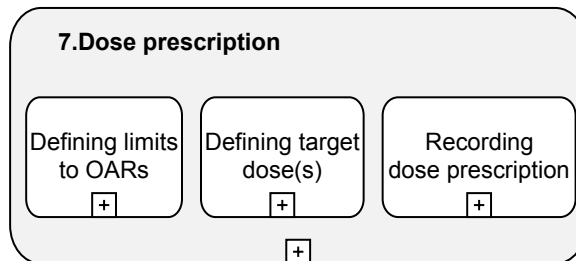 7.Dose prescription
Defining limits
to OARs
+
Defining target
dose(s)
+
Recording
dose prescription
+
+